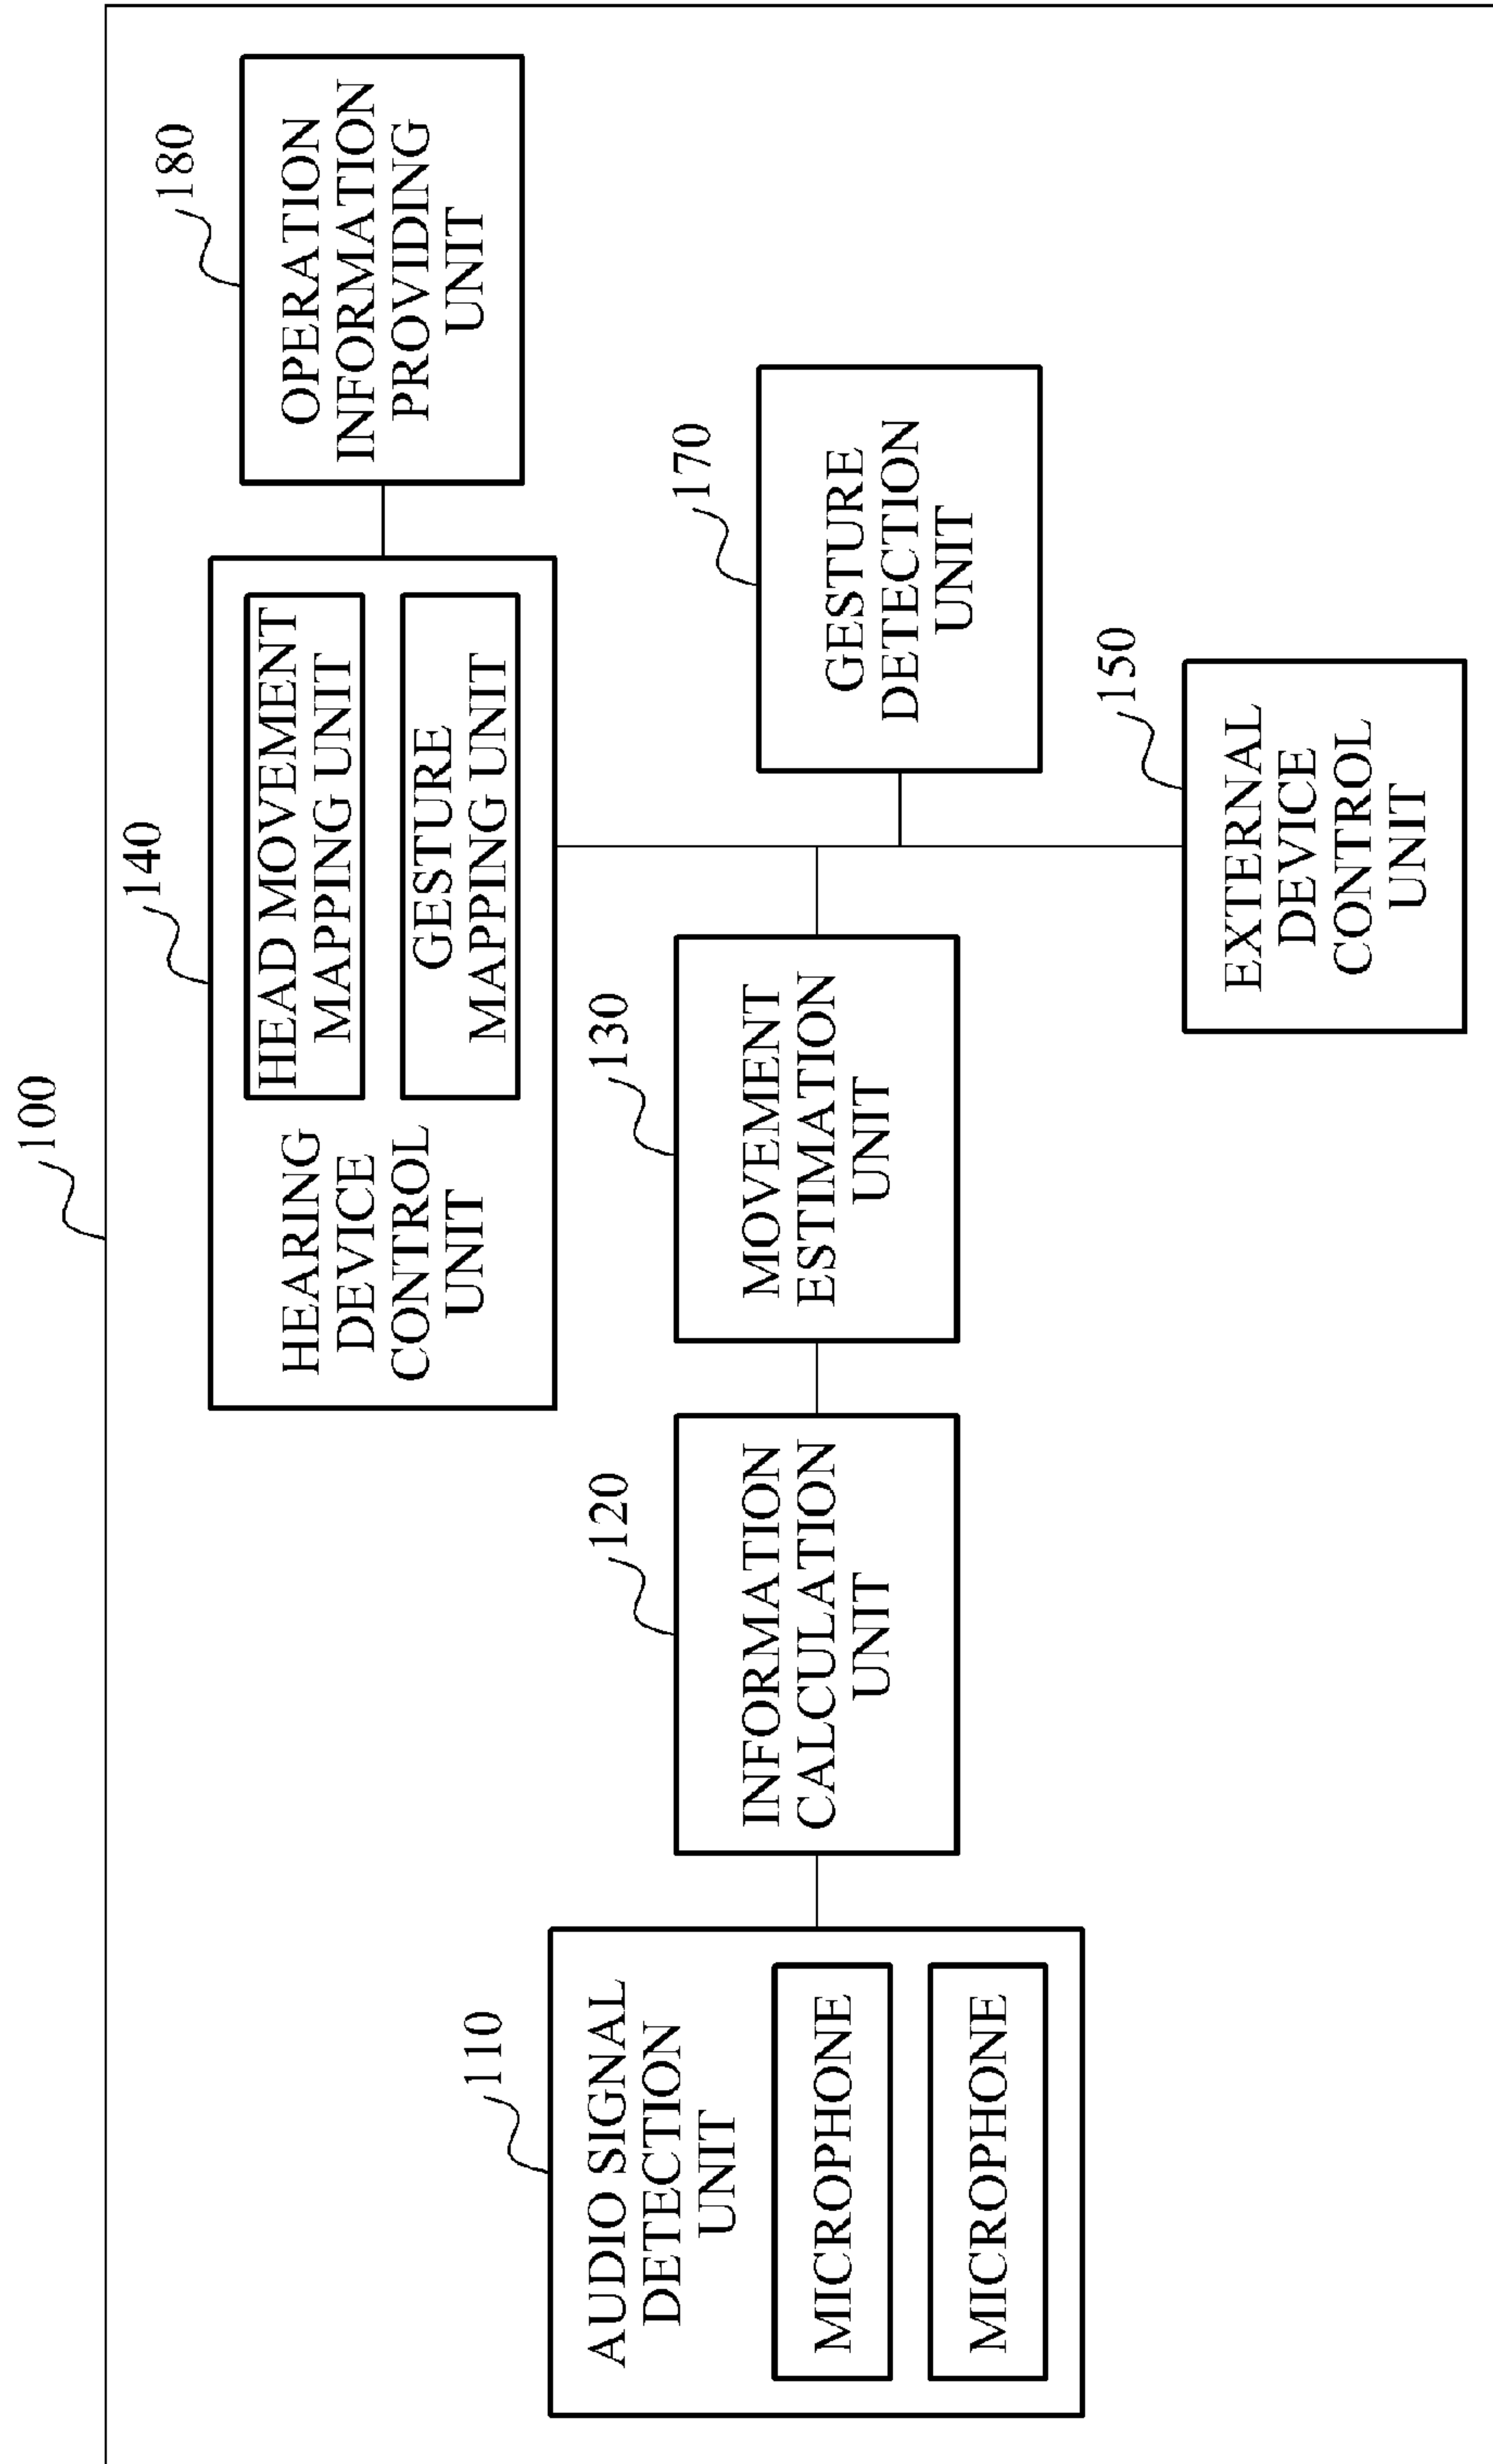 100
140
HEARING
DEVICE
CONTROL
UNIT
HEAD MOVEMENT
MAPPING UNIT
GESTURE
MAPPING UNIT
180
OPERATION
INFORMATION
PROVIDING
UNIT
110
AUDIO SIGNAL
DETECTION
UNIT
MICROPHONE
MICROPHONE
120
INFORMATION
CALCULATION
UNIT
130
MOVEMENT
ESTIMATION
UNIT
170
GESTURE
DETECTION
UNIT
150
EXTERNAL
DEVICE
CONTROL
UNIT